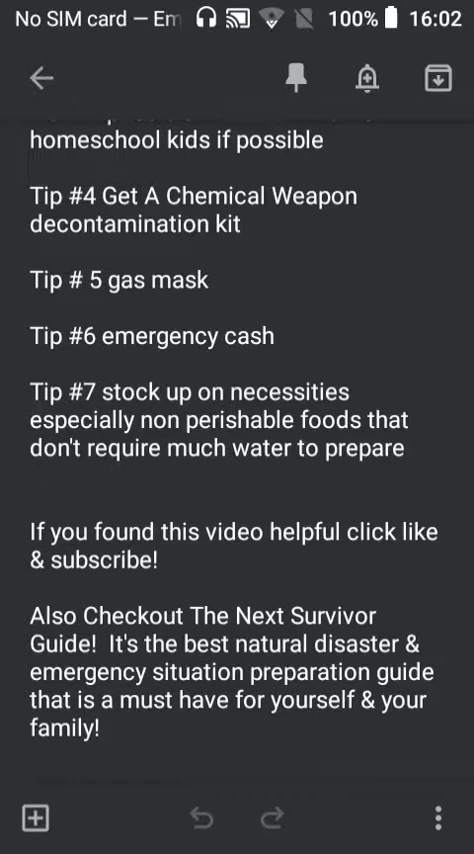 No SIM card — Em 100% 16:02
homeschool kids if possible
Tip #4 Get A Chemical Weapon
decontamination kit
Tip # 5 gas mask
Tip #6 emergency cash
Tip #7 stock up on necessities
especially non perishable foods that
don't require much water to prepare
If you found this video helpful click like
& subscribe!
Also Checkout The Next Survivor
Guide!  It's the best natural disaster &
emergency situation preparation guide
that is a must have for yourself & your
family!